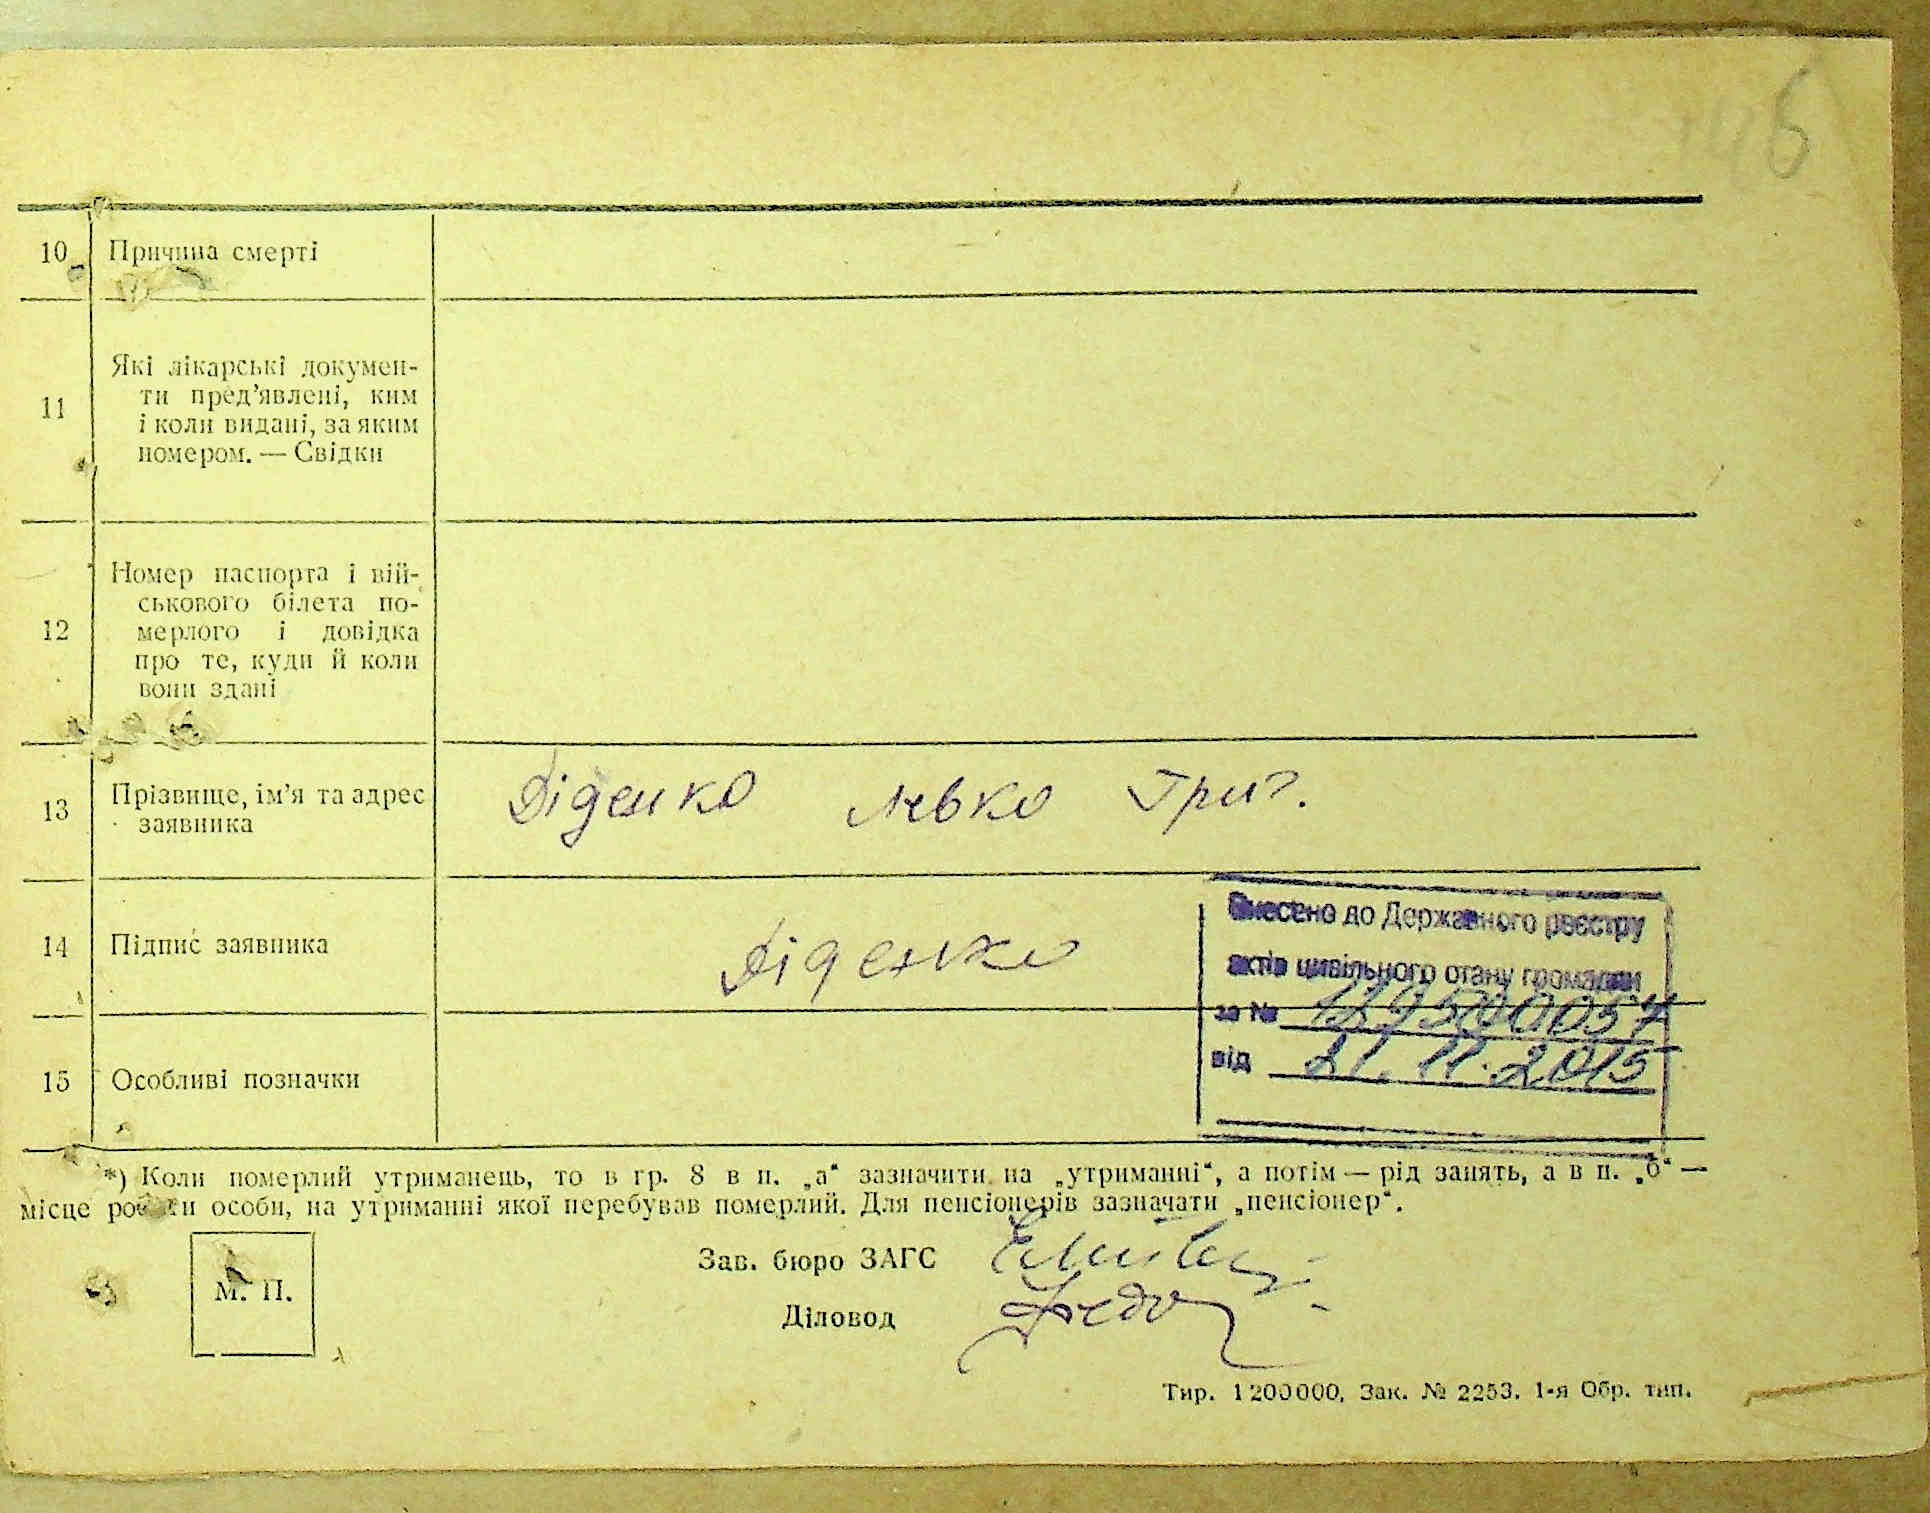 10 Причина смерті
11 Які лікарські докумен-
ти пред’явлені, ким
і коли видані, за яким
номером. — Свідки
12 Номер паспорта і вій-
ськового білета по-
мерлого і довідка
про те, куди й коли
вони здані
13 Прізвище, ім’я та адрес
заявника
Діденко Левко Григ.
14 Підпис заявника
Діденко
Внесено до Державного реєстру
актів цивільного стану громадян
за №
від 21.11.2015
15 Особливі позначки
*) Коли померлий утриманець, то в гр. 8 в п. „а“ зазначити на „утриманні“, а потім — рід занять, а в п. „б“ —
місце роботи особи, на утриманні якої перебував померлий. Для пенсіонерів зазначати „пенсіонер“.
Зав. бюро ЗАГС
М. П.
Діловод
Тир. 1200000, Зак. № 2253. 1-я Обр. тип.